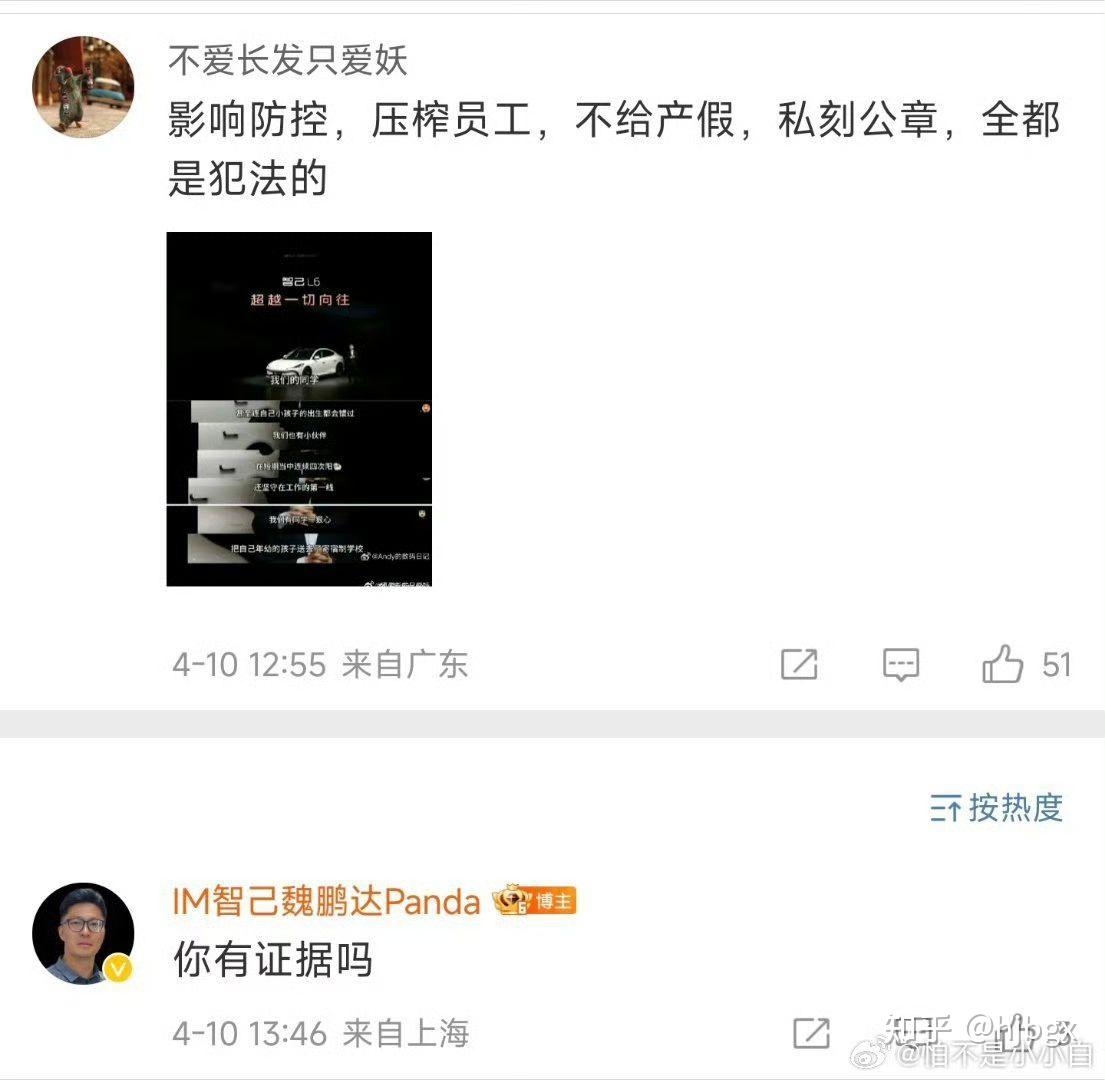 不爱长发只爱妖
影响防控，压榨员工，不给产假，私刻公章，全都
是犯法的
智己 L6
超越一切向往
我们的同学
甚至连自己小孩子的出生都会错过
我们也有小伙伴
在短期当中连续四次阳
还坚守在工作的第一线
我们有同学一狠心
把自己年幼的孩子送去了寄宿制学校
@Andy的数码日记
4-10 12:55 来自广东
51
按热度
IM智己魏鹏达Panda 6 博主
你有证据吗
4-10 13:46 来自上海
知乎
@怕不是小小白